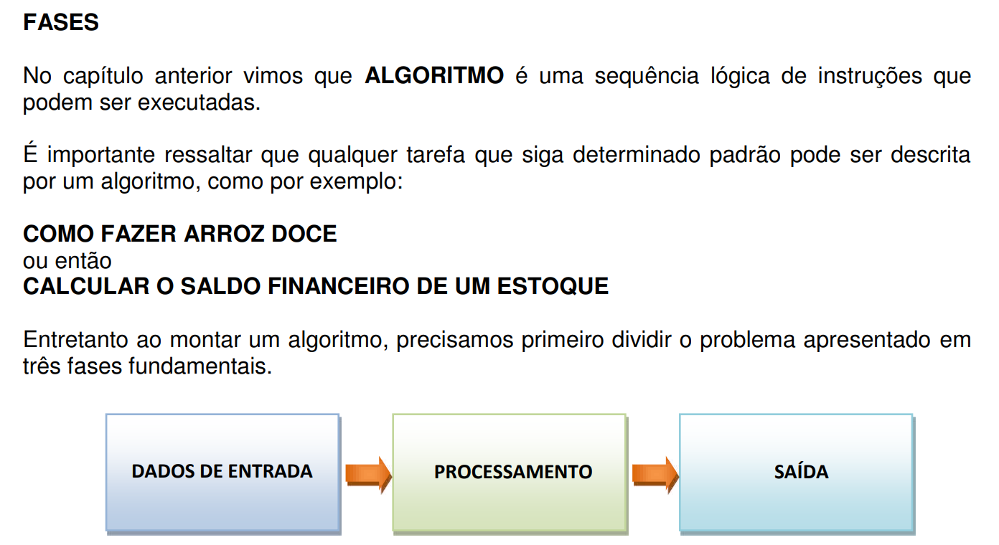 FASES
No capítulo anterior vimos que ALGORITMO é uma sequência lógica de instruções que
podem ser executadas.
É importante ressaltar que qualquer tarefa que siga determinado padrão pode ser descrita
por um algoritmo, como por exemplo:
COMO FAZER ARROZ DOCE
ou então
CALCULAR O SALDO FINANCEIRO DE UM ESTOQUE
Entretanto ao montar um algoritmo, precisamos primeiro dividir o problema apresentado em
três fases fundamentais.
DADOS DE ENTRADA
PROCESSAMENTO
SAÍDA